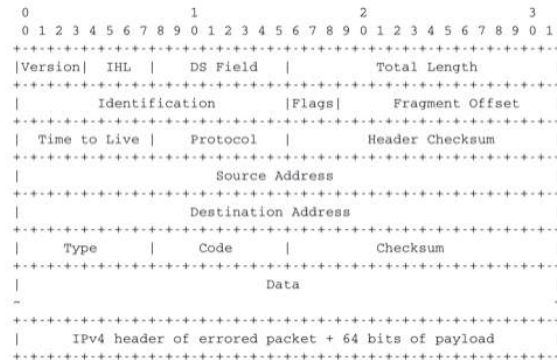 0 1 2 3
0 1 2 3 4 5 6 7 8 9 0 1 2 3 4 5 6 7 8 9 0 1 2 3 4 5 6 7 8 9 0 1
+-+-+-+-+-+-+-+-+-+-+-+-+-+-+-+-+-+-+-+-+-+-+-+-+-+-+-+-+-+-+-+-+
|Version| IHL | DS Field | Total Length
+-+-+-+-+-+-+-+-+-+-+-+-+-+-+-+-+-+-+-+-+-+-+-+-+-+-+-+-+-+-+-+-+
| Identification |Flags| Fragment Offset
+-+-+-+-+-+-+-+-+-+-+-+-+-+-+-+-+-+-+-+-+-+-+-+-+-+-+-+-+-+-+-+-+
| Time to Live | Protocol | Header Checksum
+-+-+-+-+-+-+-+-+-+-+-+-+-+-+-+-+-+-+-+-+-+-+-+-+-+-+-+-+-+-+-+-+
| Source Address
+-+-+-+-+-+-+-+-+-+-+-+-+-+-+-+-+-+-+-+-+-+-+-+-+-+-+-+-+-+-+-+-+
| Destination Address
+-+-+-+-+-+-+-+-+-+-+-+-+-+-+-+-+-+-+-+-+-+-+-+-+-+-+-+-+-+-+-+-+
| Type | Code | Checksum
+-+-+-+-+-+-+-+-+-+-+-+-+-+-+-+-+-+-+-+-+-+-+-+-+-+-+-+-+-+-+-+-+
| Data
~
+-+-+-+-+-+-+-+-+-+-+-+-+-+-+-+-+-+-+-+-+-+-+-+-+-+-+-+-+-+-+-+-+
| IPv4 header of errored packet + 64 bits of payload
+-+-+-+-+-+-+-+-+-+-+-+-+-+-+-+-+-+-+-+-+-+-+-+-+-+-+-+-+-+-+-+-+